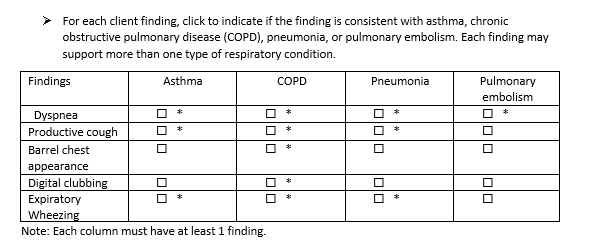 ➤ For each client finding, click to indicate if the finding is consistent with asthma, chronic
obstructive pulmonary disease (COPD), pneumonia, or pulmonary embolism. Each finding may
support more than one type of respiratory condition.
Findings Asthma COPD Pneumonia Pulmonary
embolism
Dyspnea ☐ * ☐ * ☐ * ☐ *
Productive cough ☐ * ☐ * ☐ * ☐
Barrel chest ☐ ☐ * ☐ ☐
appearance
Digital clubbing ☐ ☐ * ☐ ☐
Expiratory ☐ * ☐ * ☐ * ☐
Wheezing
Note: Each column must have at least 1 finding.